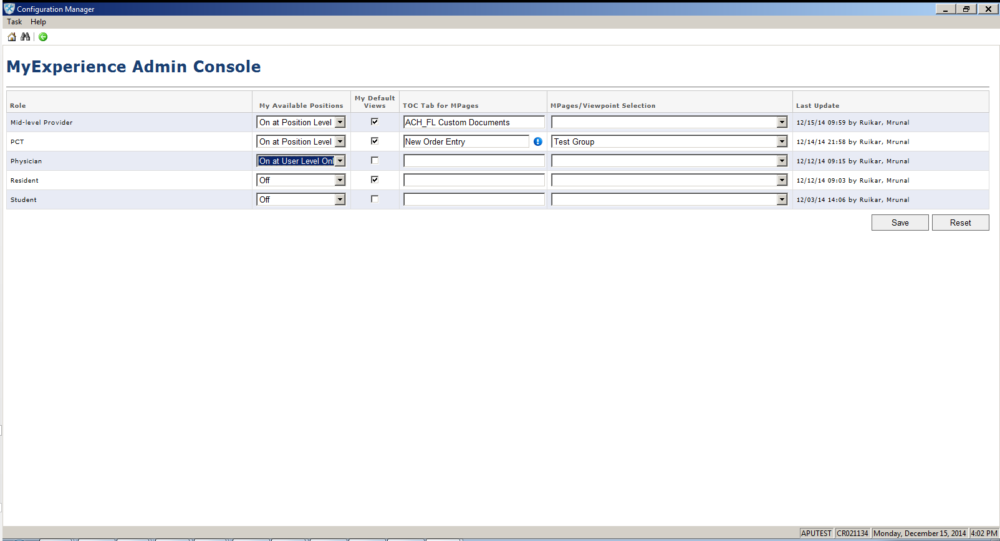 Configuration Manager
Task Help
MyExperience Admin Console
Role My Available Positions My Default Views TOC Tab for MPages MPages/Viewpoint Selection Last Update
Mid-level Provider On at Position Level ACH_FL Custom Documents 12/15/14 09:59 by Ruikar, Mrunal
PCT On at Position Level New Order Entry Test Group 12/14/14 21:58 by Ruikar, Mrunal
Physician On at User Level Onl 12/12/14 09:15 by Ruikar, Mrunal
Resident Off 12/12/14 09:03 by Ruikar, Mrunal
Student Off 12/03/14 14:06 by Ruikar, Mrunal
Save Reset
APUTEST CR021134 Monday, December 15, 2014 4:02 PM